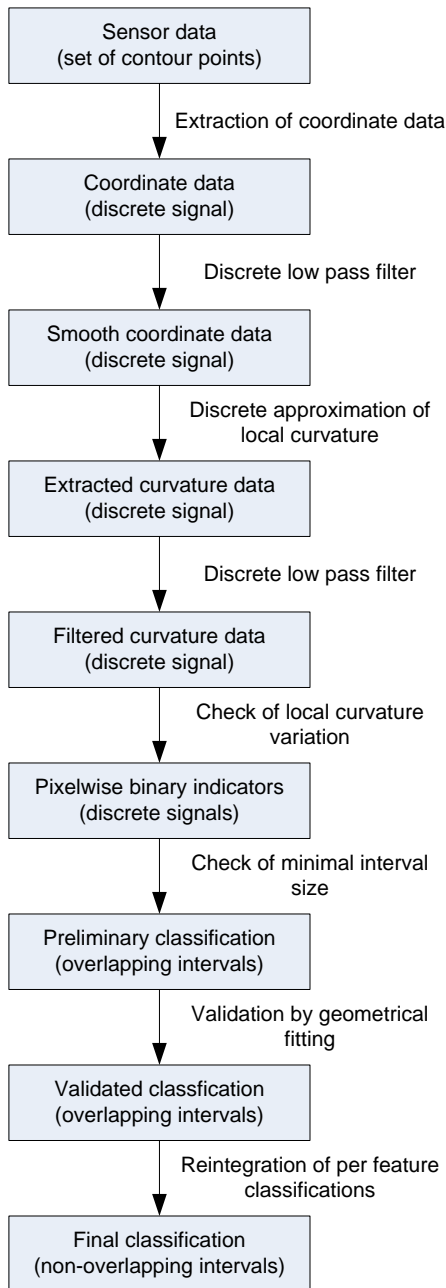 Sensor data
(set of contour points)
Extraction of coordinate data
Coordinate data
(discrete signal)
Discrete low pass filter
Smooth coordinate data
(discrete signal)
Discrete approximation of
local curvature
Extracted curvature data
(discrete signal)
Discrete low pass filter
Filtered curvature data
(discrete signal)
Check of local curvature
variation
Pixelwise binary indicators
(discrete signals)
Check of minimal interval
size
Preliminary classification
(overlapping intervals)
Validation by geometrical
fitting
Validated classfication
(overlapping intervals)
Reintegration of per feature
classifications
Final classification
(non-overlapping intervals)